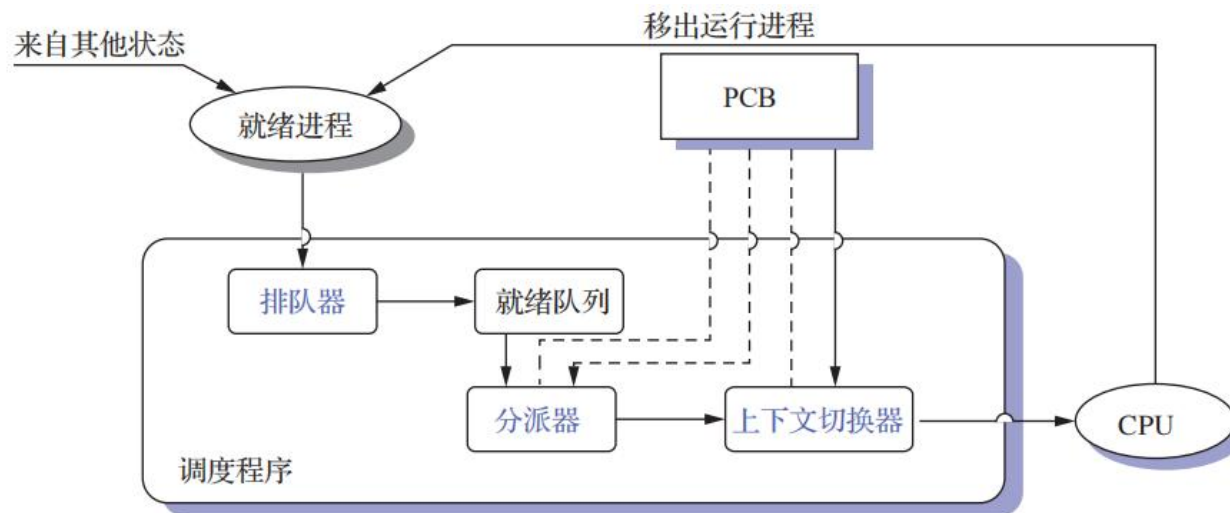 来自其他状态
移出运行进程
PCB
就绪进程
排队器
就绪队列
分派器
上下文切换器
CPU
调度程序